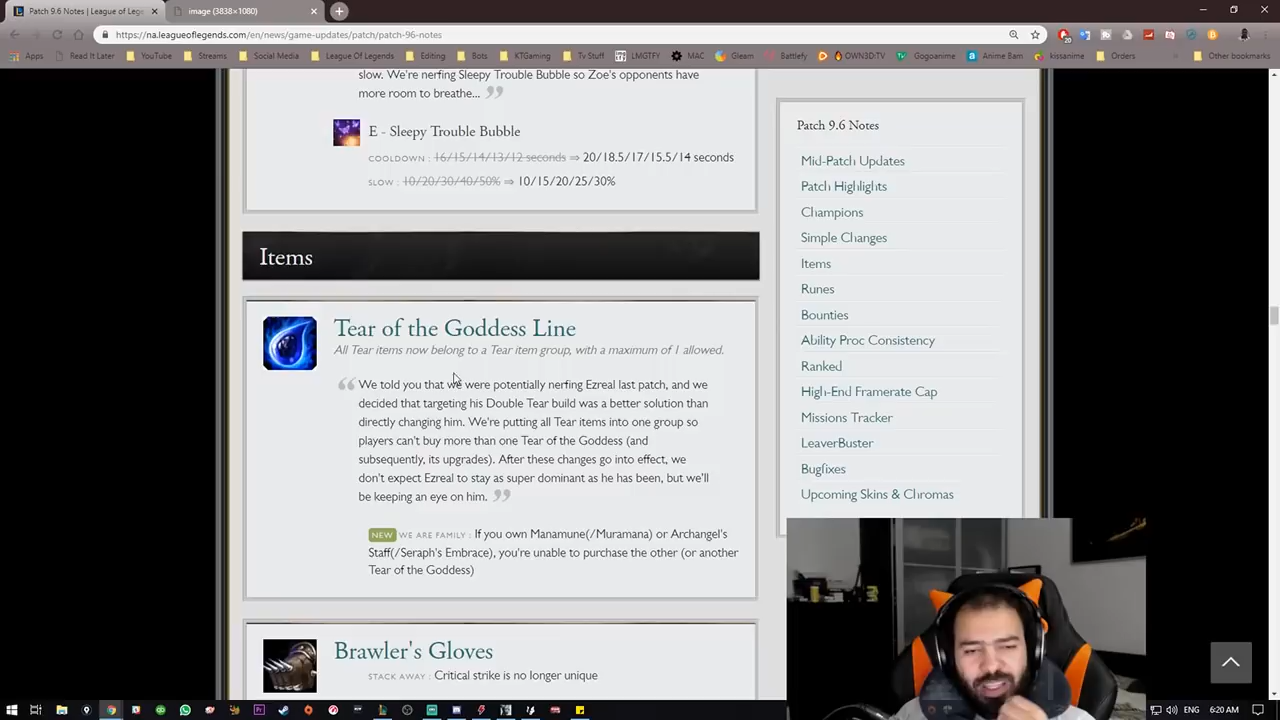 Patch 9.6 Notes | League of Leg
image (3838×1080)
https://na.leagueoflegends.com/en/news/game-updates/patch/patch-96-notes
Apps
Read It Later
YouTube
Streams
Social Media
League Of Legends
Editing
Bots
KTGaming
7v Stuff
LMGTFY
MAC
Gleam
Battlefy
OWN3D.TV
Gogoanime
Anime Bam
kissanime
Orders
Other bookmarks
slow. We're nerfing Sleepy Trouble Bubble so Zoe's opponents have
more room to breathe...
E - Sleepy Trouble Bubble
COOLDOWN : 16/15/14/13/12 seconds ⇒ 20/18.5/17/15.5/14 seconds
SLOW : 10/20/30/40/50% ⇒ 10/15/20/25/30%
Items
Tear of the Goddess Line
All Tear items now belong to a Tear item group, with a maximum of 1 allowed.
We told you that we were potentially nerfing Ezreal last patch, and we
decided that targeting his Double Tear build was a better solution than
directly changing him. We're putting all Tear items into one group so
players can't buy more than one Tear of the Goddess (and
subsequently, its upgrades). After these changes go into effect, we
don't expect Ezreal to stay as super dominant as he has been, but we'll
be keeping an eye on him.
NEW WE ARE FAMILY : If you own Manamune(/Muramana) or Archangel's
Staff(/Seraph's Embrace), you're unable to purchase the other (or another
Tear of the Goddess)
Brawler's Gloves
STACK AWAY : Critical strike is no longer unique
Patch 9.6 Notes
Mid-Patch Updates
Patch Highlights
Champions
Simple Changes
Items
Runes
Bounties
Ability Proc Consistency
Ranked
High-End Framerate Cap
Missions Tracker
LeaverBuster
Bugfixes
Upcoming Skins & Chromas
ENG
6:20 AM